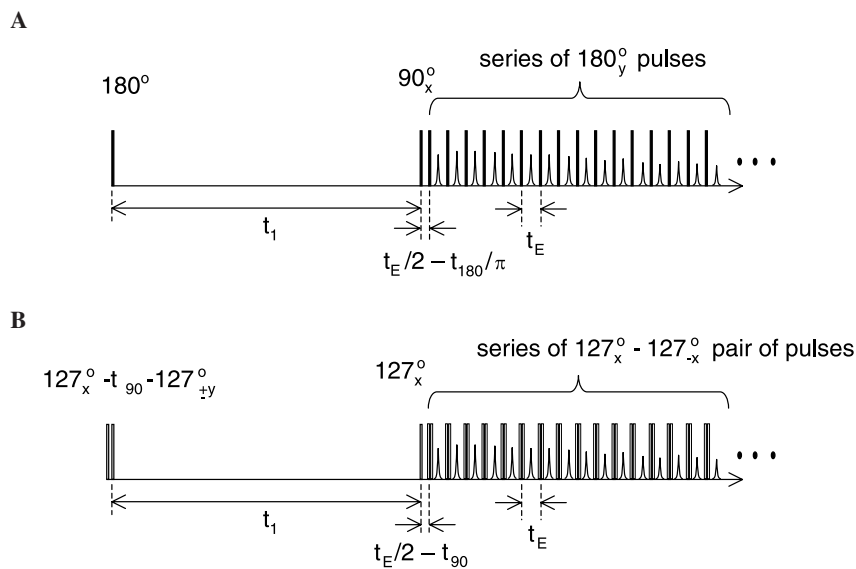 A
180°
90°x
series of 180°y pulses
t1
tE
tE/2 – t180/π
B
127°x -t90 -127°±y
127°x
series of 127°x - 127°-x pair of pulses
t1
tE
tE/2 – t90